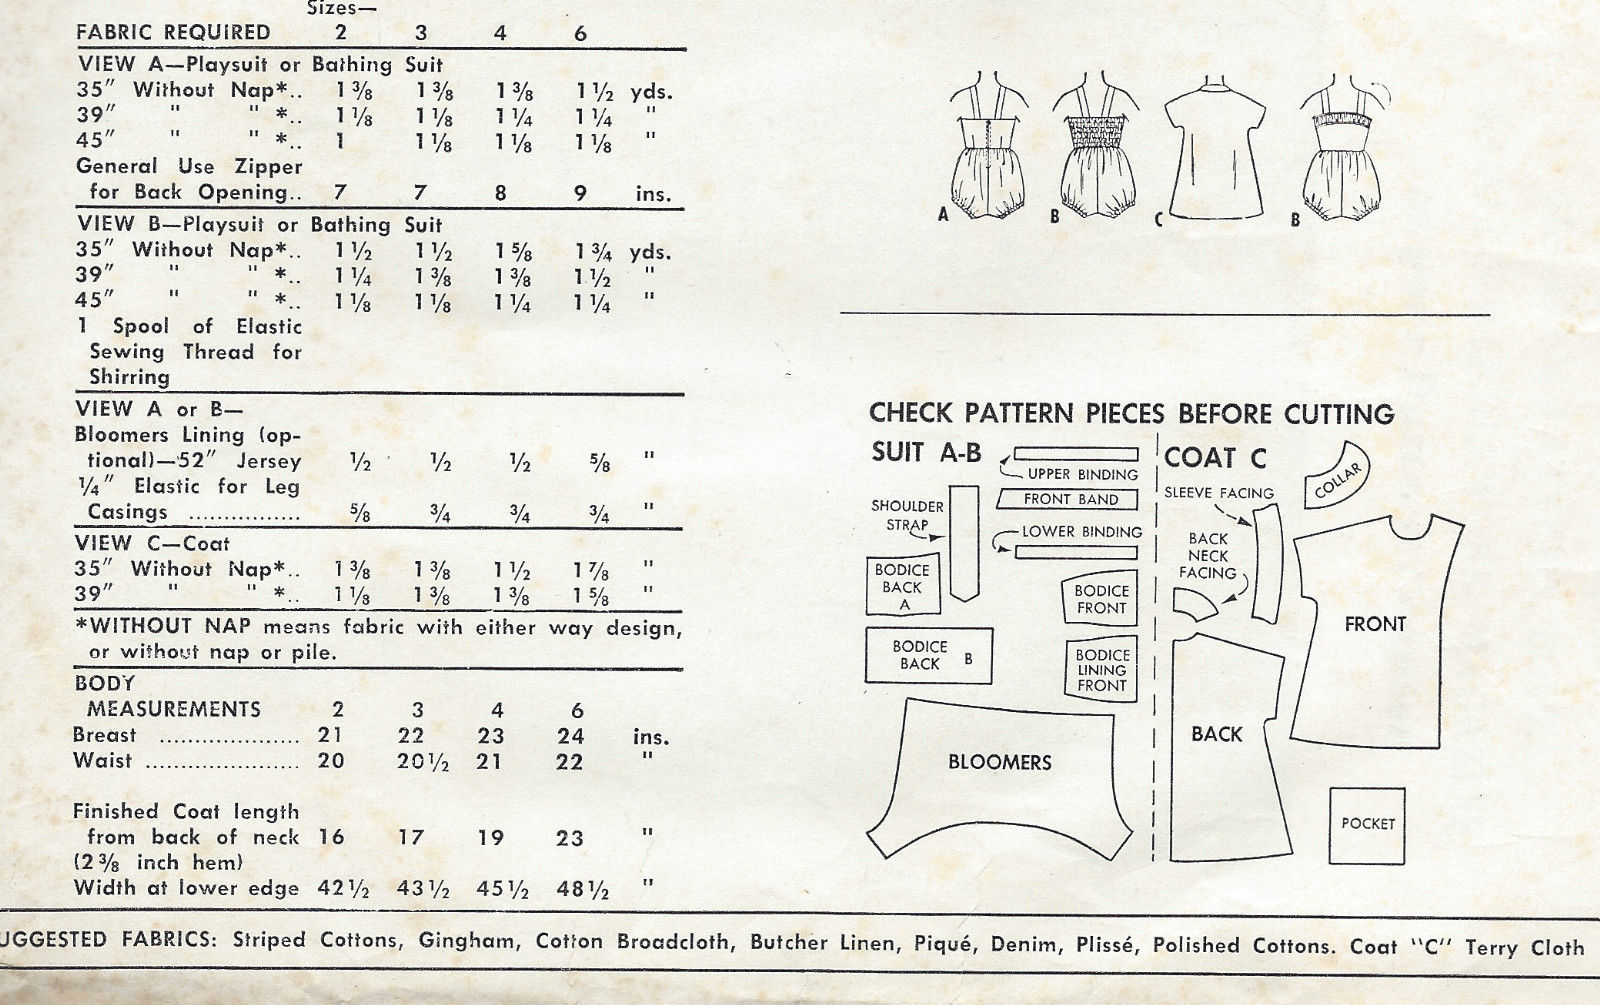 Sizes—
FABRIC REQUIRED 2 3 4 6
VIEW A—Playsuit or Bathing Suit
35" Without Nap*.. 1 3/8 1 3/8 1 3/8 1 1/2 yds.
39" " " *.. 1 1/8 1 1/8 1 1/4 1 1/4 "
45" " " *.. 1 1 1/8 1 1/8 1 1/8 "
General Use Zipper
for Back Opening.. 7 7 8 9 ins.
VIEW B—Playsuit or Bathing Suit
35" Without Nap*.. 1 1/2 1 1/2 1 5/8 1 3/4 yds.
39" " " *.. 1 1/4 1 3/8 1 3/8 1 1/2 "
45" " " *.. 1 1/8 1 1/8 1 1/4 1 1/4 "
1 Spool of Elastic
Sewing Thread for
Shirring
VIEW A or B—
Bloomers Lining (op-
tional)—52" Jersey 1/2 1/2 1/2 5/8 "
1/4" Elastic for Leg
Casings ................ 5/8 3/4 3/4 3/4 "
VIEW C—Coat
35" Without Nap*.. 1 3/8 1 3/8 1 1/2 1 7/8 "
39" " " *.. 1 1/8 1 3/8 1 3/8 1 5/8 "
*WITHOUT NAP means fabric with either way design,
or without nap or pile.
BODY
MEASUREMENTS 2 3 4 6
Breast .................... 21 22 23 24 ins.
Waist ...................... 20 20 1/2 21 22 "
Finished Coat length
from back of neck 16 17 19 23 "
(2 3/8 inch hem)
Width at lower edge 42 1/2 43 1/2 45 1/2 48 1/2 "
A B C B
CHECK PATTERN PIECES BEFORE CUTTING
SUIT A-B
UPPER BINDING
FRONT BAND
SHOULDER
STRAP
LOWER BINDING
BODICE
BACK
A
BODICE
FRONT
BODICE
BACK B
BODICE
LINING
FRONT
BLOOMERS
COAT C
COLLAR
SLEEVE FACING
BACK
NECK
FACING
FRONT
BACK
POCKET
UGGESTED FABRICS: Striped Cottons, Gingham, Cotton Broadcloth, Butcher Linen, Piqué, Denim, Plissé, Polished Cottons. Coat "C" Terry Cloth